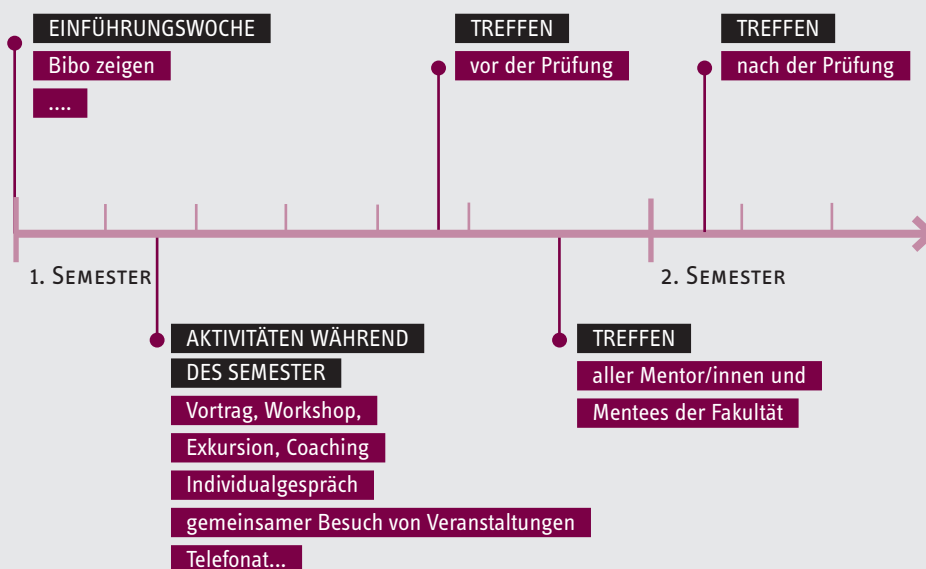 EINFÜHRUNGSWOCHE
Bibo zeigen
....
TREFFEN
vor der Prüfung
TREFFEN
nach der Prüfung
1. SEMESTER
2. SEMESTER
AKTIVITÄTEN WÄHREND
DES SEMESTER
Vortrag, Workshop,
Exkursion, Coaching
Individualgespräch
gemeinsamer Besuch von Veranstaltungen
Telefonat...
TREFFEN
aller Mentor/innen und
Mentees der Fakultät